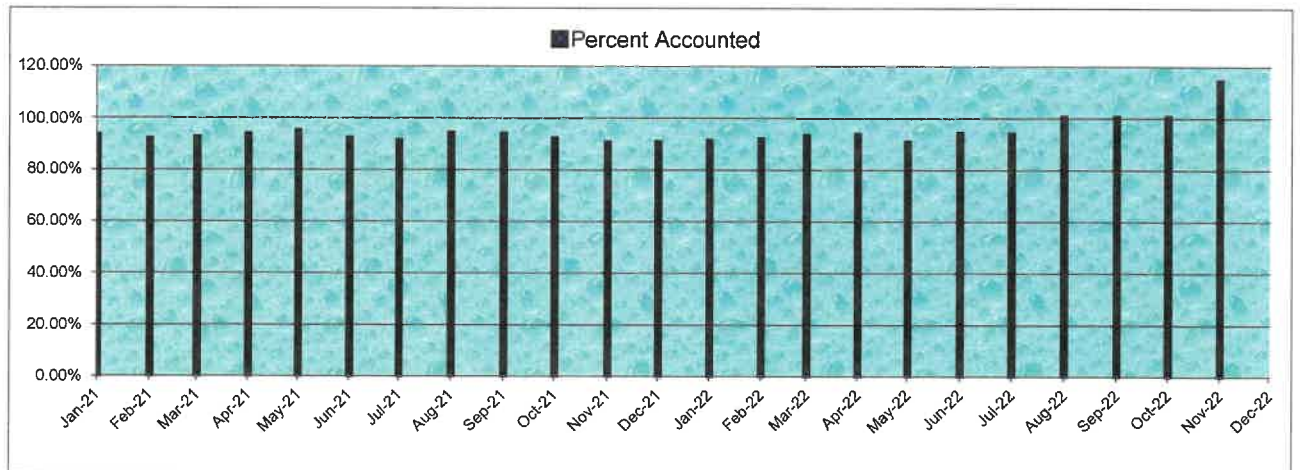 Percent Accounted
120.00%
100.00%
80.00%
60.00%
40.00%
20.00%
0.00%
Jan-21
Feb-21
Mar-21
Apr-21
May-21
Jun-21
Jul-21
Aug-21
Sep-21
Oct-21
Nov-21
Dec-21
Jan-22
Feb-22
Mar-22
Apr-22
May-22
Jun-22
Jul-22
Aug-22
Sep-22
Oct-22
Nov-22
Dec-22